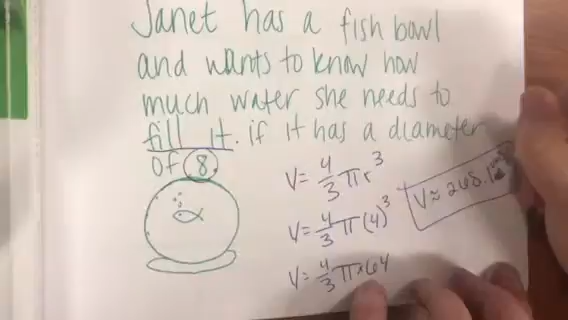 Janet has a fish bowl
and wants to know how
much water she needs to
fill it. if it has a diameter
of 8.
V = 4/3 πr³
V = 4/3 π(4)³
V = 4/3 π×64
V ≈ 268.1